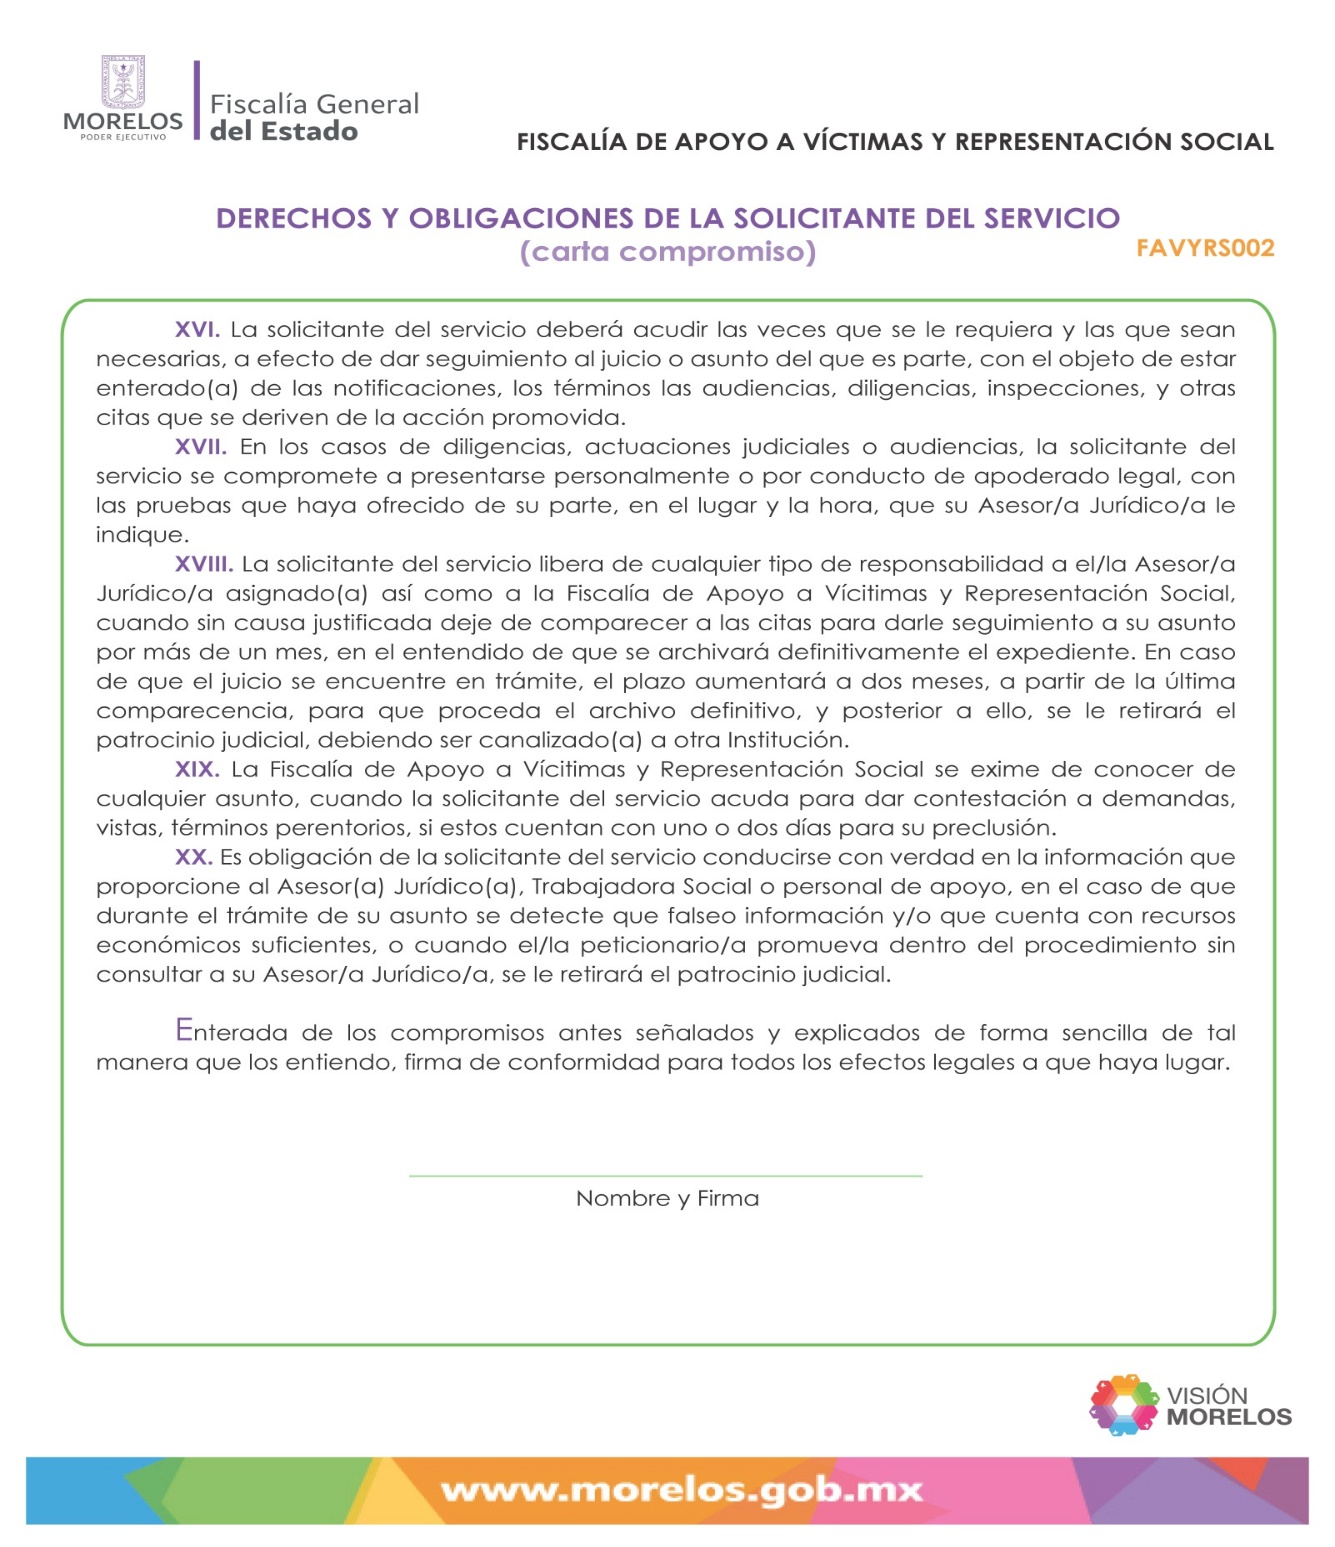 MORELOS
PODER EJECUTIVO
Fiscalía General
del Estado
FISCALÍA DE APOYO A VÍCTIMAS Y REPRESENTACIÓN SOCIAL
DERECHOS Y OBLIGACIONES DE LA SOLICITANTE DEL SERVICIO
(carta compromiso)
FAVYRS002
XVI. La solicitante del servicio deberá acudir las veces que se le requiera y las que sean
necesarias, a efecto de dar seguimiento al juicio o asunto del que es parte, con el objeto de estar
enterado(a) de las notificaciones, los términos las audiencias, diligencias, inspecciones, y otras
citas que se deriven de la acción promovida.
XVII. En los casos de diligencias, actuaciones judiciales o audiencias, la solicitante del
servicio se compromete a presentarse personalmente o por conducto de apoderado legal, con
las pruebas que haya ofrecido de su parte, en el lugar y la hora, que su Asesor/a Jurídico/a le
indique.
XVIII. La solicitante del servicio libera de cualquier tipo de responsabilidad a el/la Asesor/a
Jurídico/a asignado(a) así como a la Fiscalía de Apoyo a Vícitimas y Representación Social,
cuando sin causa justificada deje de comparecer a las citas para darle seguimiento a su asunto
por más de un mes, en el entendido de que se archivará definitivamente el expediente. En caso
de que el juicio se encuentre en trámite, el plazo aumentará a dos meses, a partir de la última
comparecencia, para que proceda el archivo definitivo, y posterior a ello, se le retirará el
patrocinio judicial, debiendo ser canalizado(a) a otra Institución.
XIX. La Fiscalía de Apoyo a Vícitimas y Representación Social se exime de conocer de
cualquier asunto, cuando la solicitante del servicio acuda para dar contestación a demandas,
vistas, términos perentorios, si estos cuentan con uno o dos días para su preclusión.
XX. Es obligación de la solicitante del servicio conducirse con verdad en la información que
proporcione al Asesor(a) Jurídico(a), Trabajadora Social o personal de apoyo, en el caso de que
durante el trámite de su asunto se detecte que falseo información y/o que cuenta con recursos
económicos suficientes, o cuando el/la peticionario/a promueva dentro del procedimiento sin
consultar a su Asesor/a Jurídico/a, se le retirará el patrocinio judicial.
Enterada de los compromisos antes señalados y explicados de forma sencilla de tal
manera que los entiendo, firma de conformidad para todos los efectos legales a que haya lugar.
Nombre y Firma
VISIÓN
MORELOS
www.morelos.gob.mx